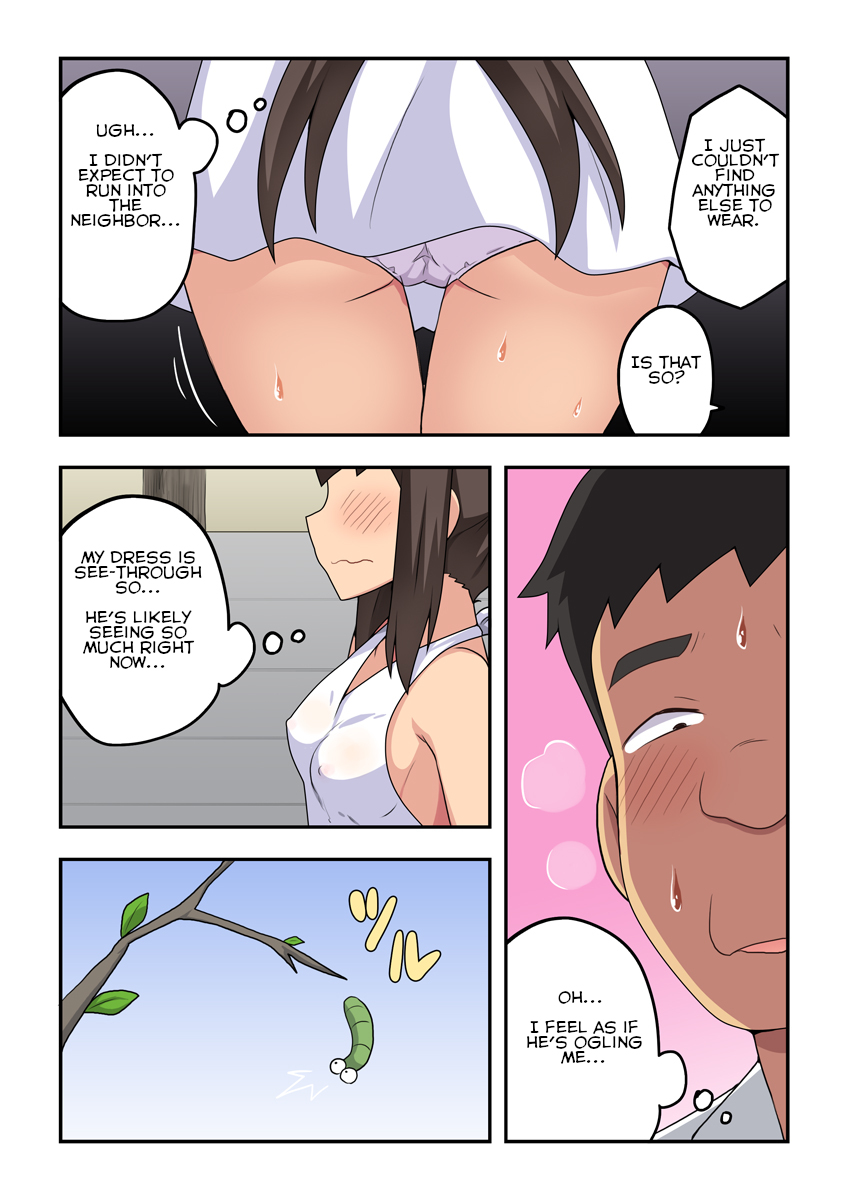 UGH...
I DIDN'T
EXPECT TO
RUN INTO
THE
NEIGHBOR...
I JUST
COULDN'T
FIND
ANYTHING
ELSE TO
WEAR.
IS THAT
SO?
MY DRESS IS
SEE-THROUGH
SO...
HE'S LIKELY
SEEING SO
MUCH RIGHT
NOW...
OH...
I FEEL AS IF
HE'S OGLING
ME...
ツルッ